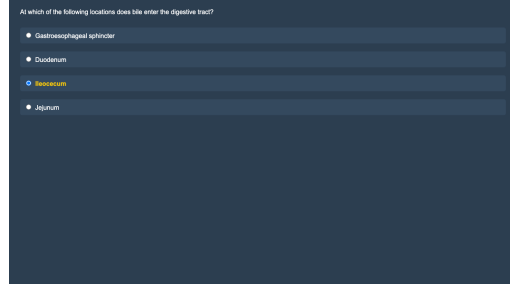 At which of the following locations does bile enter the digestive tract?
Gastroesophageal sphincter
Duodenum
Ileocecum
Jejunum